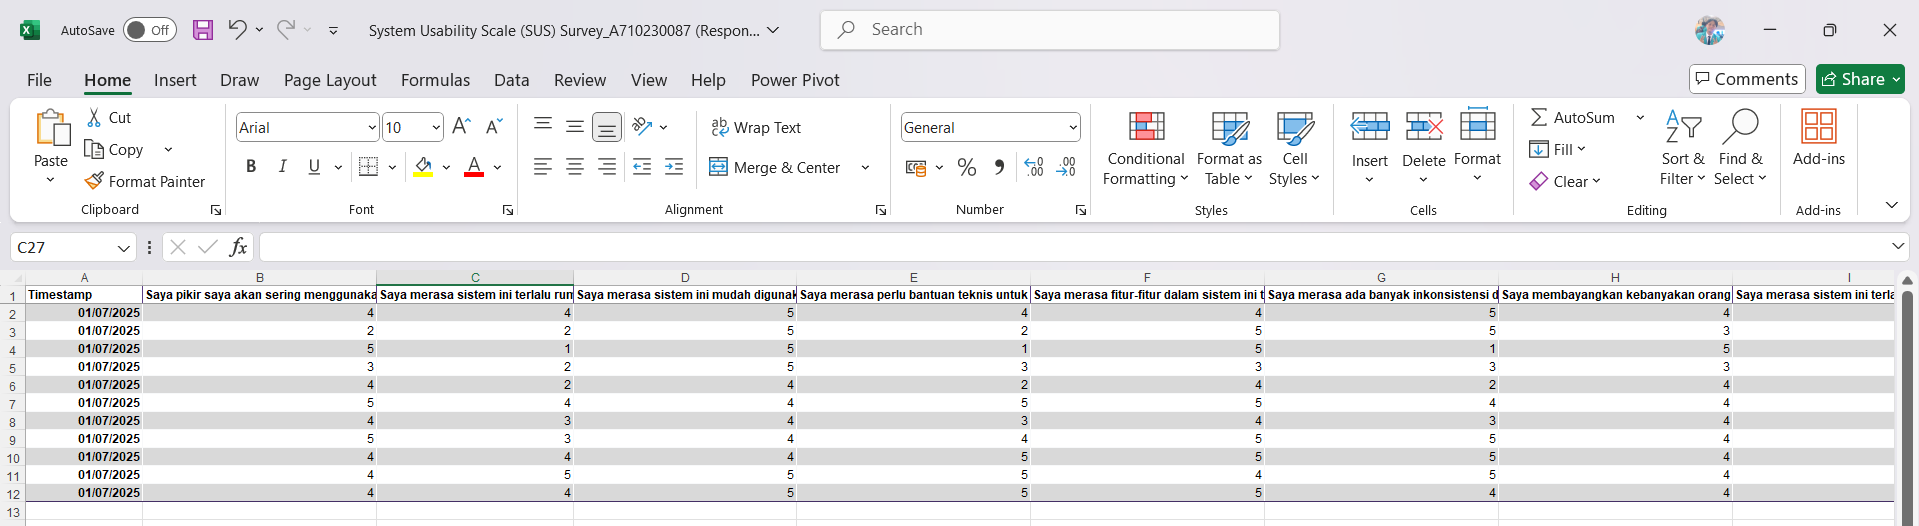 AutoSave Off System Usability Scale (SUS) Survey_A710230087 (Respon... Search
File Home Insert Draw Page Layout Formulas Data Review View Help Power Pivot Comments Share
Paste Cut Copy Format Painter Clipboard
Arial 10 A A B I U A Font
ab Wrap Text Merge & Center Alignment
General % Number
Conditional Formatting Format as Table Cell Styles Styles
Insert Delete Format Cells
AutoSum Fill Clear Sort & Filter Find & Select Editing
Add-ins Add-ins
C27 fx
A B C D E F G H I
1 Timestamp Saya pikir saya akan sering menggunaka Saya merasa sistem ini terlalu rum Saya merasa sistem ini mudah digunak Saya merasa perlu bantuan teknis untuk Saya merasa fitur-fitur dalam sistem ini t Saya merasa ada banyak inkonsistensi d Saya membayangkan kebanyakan orang Saya merasa sistem ini terla
2 01/07/2025 4 4 5 4 4 5 4
3 01/07/2025 2 2 5 2 5 5 3
4 01/07/2025 5 1 5 1 5 1 5
5 01/07/2025 3 2 5 3 3 3 3
6 01/07/2025 4 2 4 2 4 2 4
7 01/07/2025 5 4 4 5 5 4 4
8 01/07/2025 4 3 4 3 4 3 4
9 01/07/2025 5 3 4 4 5 5 4
10 01/07/2025 4 4 4 5 5 5 4
11 01/07/2025 4 5 5 5 4 5 4
12 01/07/2025 4 4 5 5 5 4 4
13